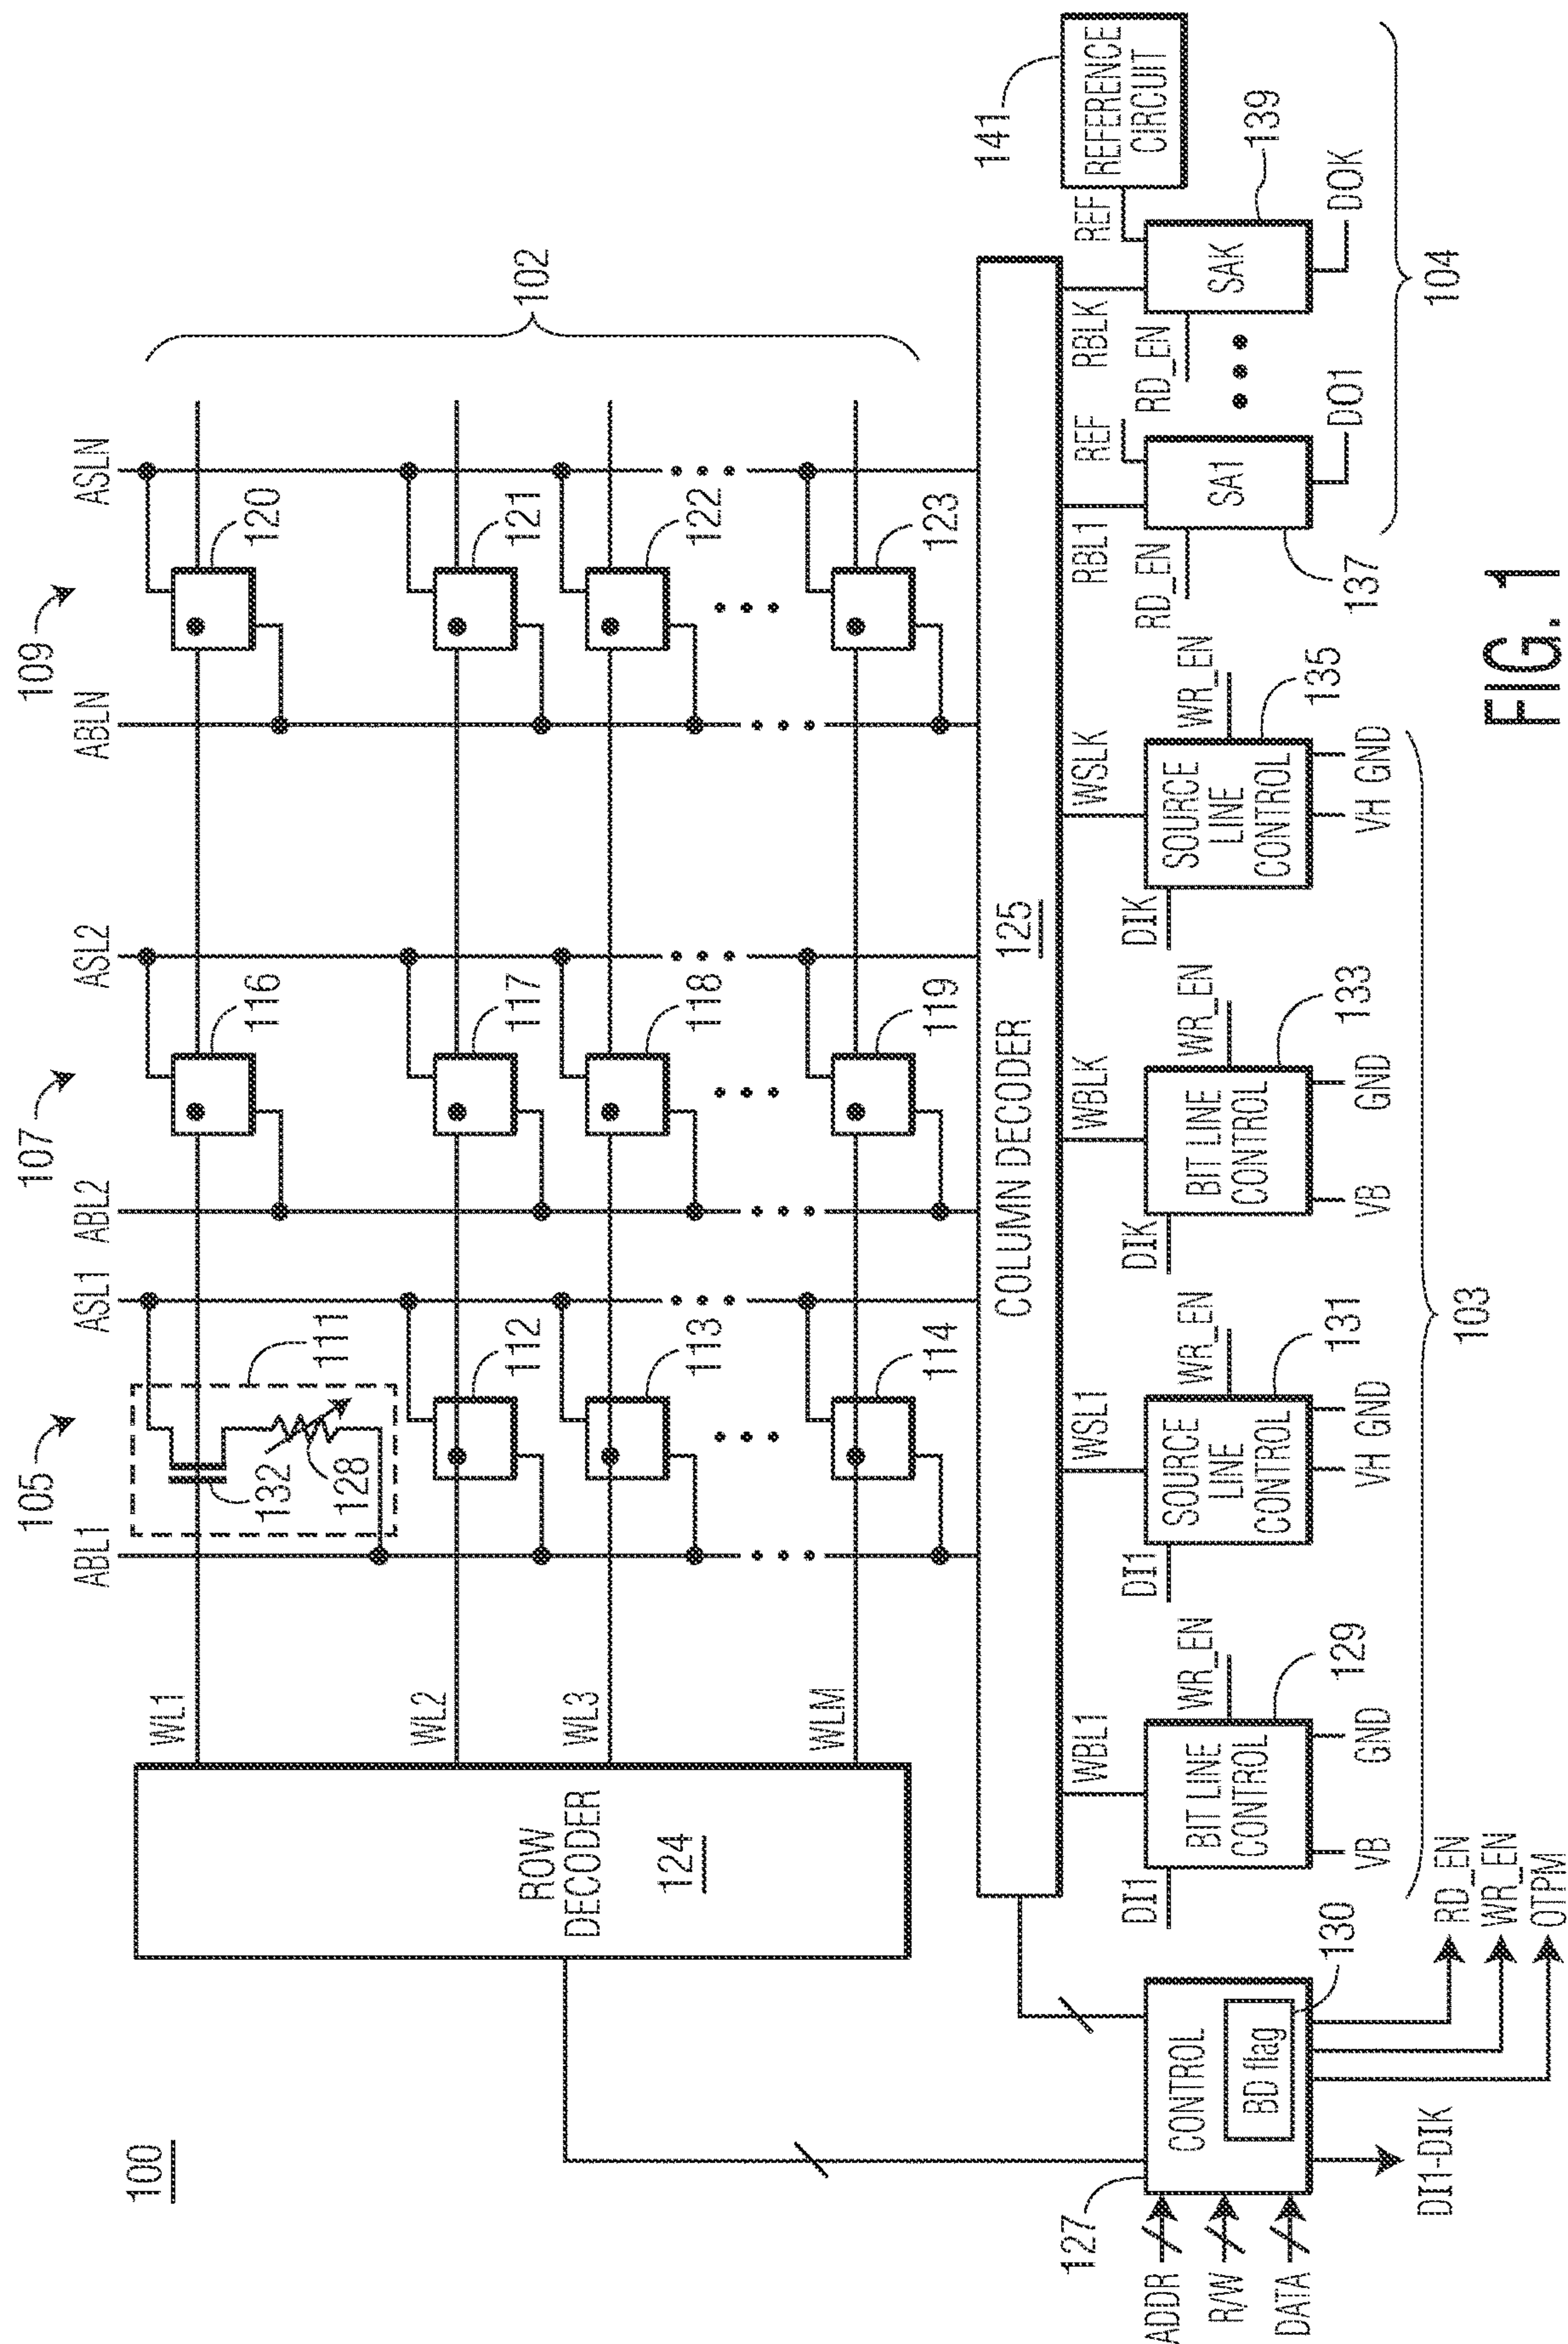 100
105
107
109
ABL1
ASL1
ABL2
ASL2
ABLN
ASLN
WL1
111
132
128
116
120
102
WL2
112
117
121
WL3
113
118
122
WLM
114
119
123
ROW
DECODER
124
COLUMN DECODER 125
141
REFERENCE
CIRCUIT
WBL1
WSL1
WBLK
WSLK
RBL1
REF
RBLK
REF
127
ADDR
R/W
DATA
CONTROL
BD flag
130
DI1
BIT LINE
CONTROL
WR_EN
129
VB
GND
DI1
SOURCE
LINE
CONTROL
WR_EN
131
VH
GND
DIK
BIT LINE
CONTROL
WR_EN
133
VB
GND
DIK
SOURCE
LINE
CONTROL
WR_EN
135
VH
GND
RD_EN
SA1
137
DO1
RD_EN
SAK
139
DOK
103
104
DI1-DIK
RD_EN
WR_EN
OTPM
FIG. 1